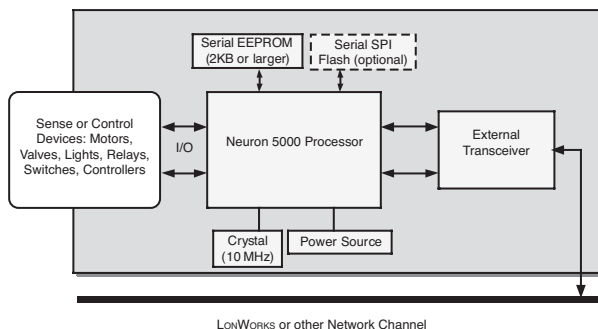 Serial EEPROM
(2KB or larger)
Serial SPI
Flash (optional)
Sense or Control
Devices: Motors,
Valves, Lights, Relays,
Switches, Controllers
I/O
Neuron 5000 Processor
External
Transceiver
Crystal
(10 MHz)
Power Source
LONWORKS or other Network Channel